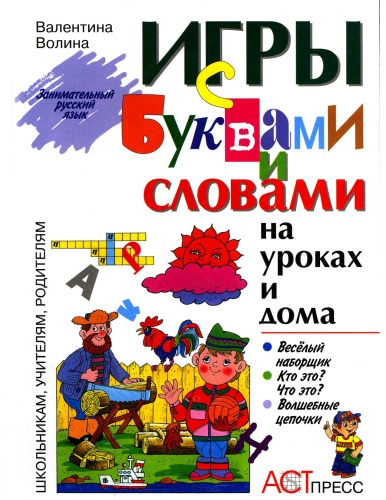 Валентина
Волина
Занимательный
русский
язык
ИГРЫ
С
БУКВАМИ
И
СЛОВАМИ
на
уроках
и
дома
ШКОЛЬНИКАМ, УЧИТЕЛЯМ, РОДИТЕЛЯМ
А
Р
К
Н
Весёлый
наборщик
Кто это?
Что это?
Волшебные
цепочки
АСТ ПРЕСС